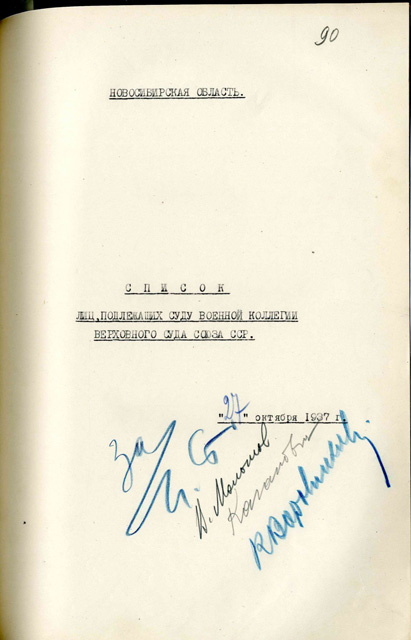 90
НОВОСИБИРСКАЯ ОБЛАСТЬ.
С П И С О К
ЛИЦ, ПОДЛЕЖАЩИХ СУДУ ВОЕННОЙ КОЛЛЕГИИ
ВЕРХОВНОГО СУДА СОЮЗА ССР.
"27" октября 1937 г.
За
И. Ст
В. Молотов
Каганович
К Ворошилов